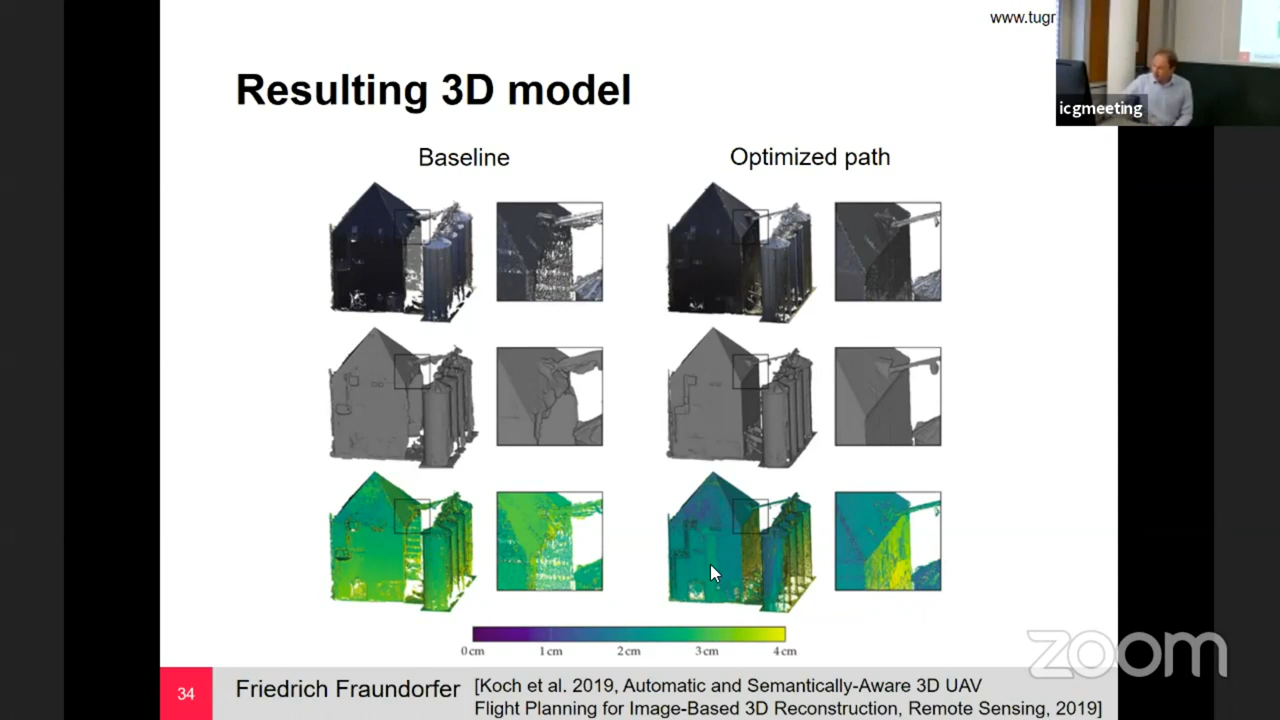 www.tugr
Resulting 3D model
icgmeeting
Baseline
Optimized path
0 cm
1 cm
2 cm
3 cm
4 cm
zoom
34
Friedrich Fraundorfer
[Koch et al. 2019, Automatic and Semantically-Aware 3D UAV
Flight Planning for Image-Based 3D Reconstruction, Remote Sensing, 2019]